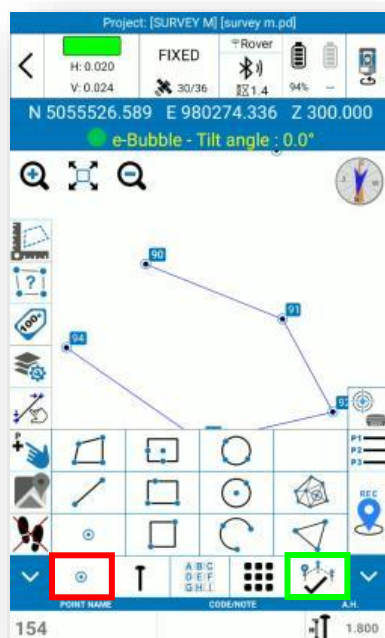 Project: [SURVEY M] [survey m.pd]
FIXED
Rover
H: 0.020
V: 0.024
30/36
1.4
94%
--
N 5055526.589 E 980274.336 Z 300.000
e-Bubble - Tilt angle : 0.0°
?
100+
90
91
94
P
P1
P2
P3
REC
A B C
D E F
G H I
POINT NAME
CODE/NOTE
A.H.
154
1.800